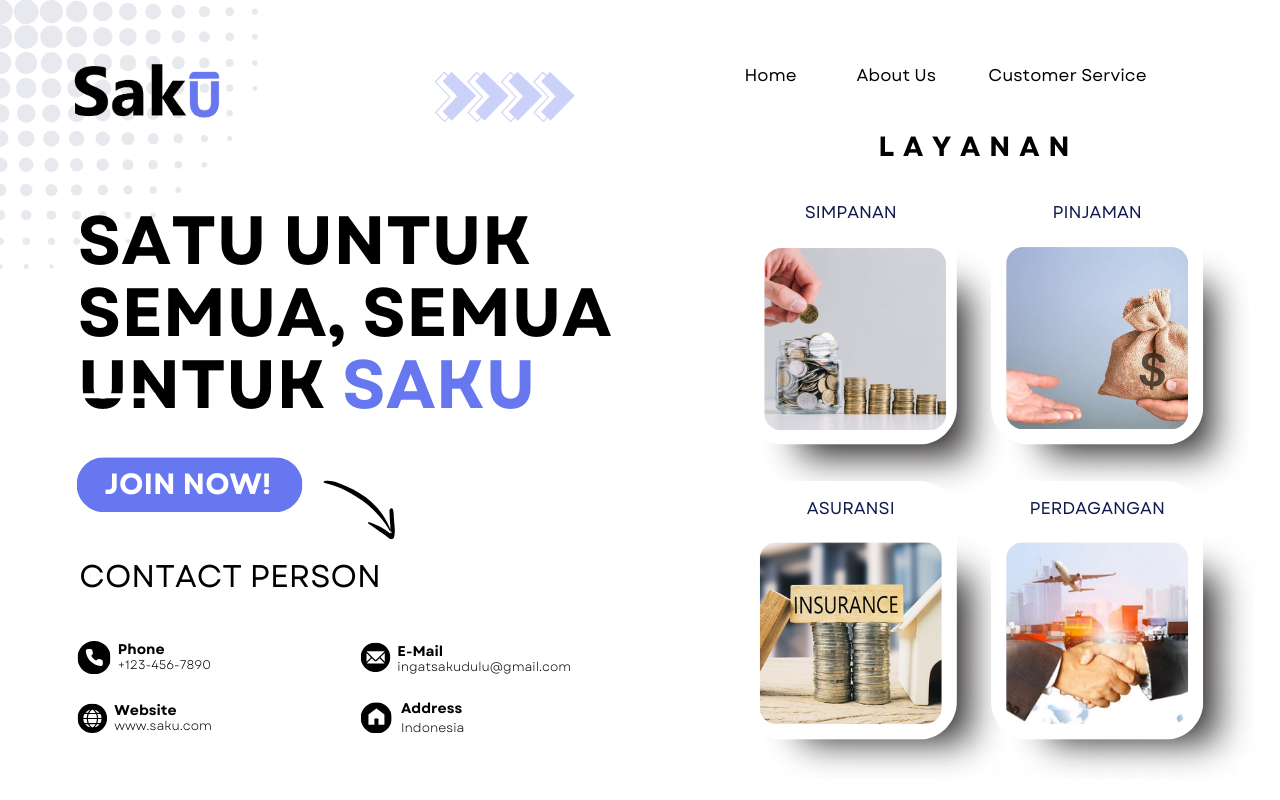 Saku
Home
About Us
Customer Service
SATU UNTUK
SEMUA, SEMUA
UNTUK SAKU
JOIN NOW!
CONTACT PERSON
Phone
+123-456-7890
E-Mail
ingatsakudulu@gmail.com
Website
www.saku.com
Address
Indonesia
LAYANAN
SIMPANAN
PINJAMAN
$
ASURANSI
PERDAGANGAN
INSURANCE